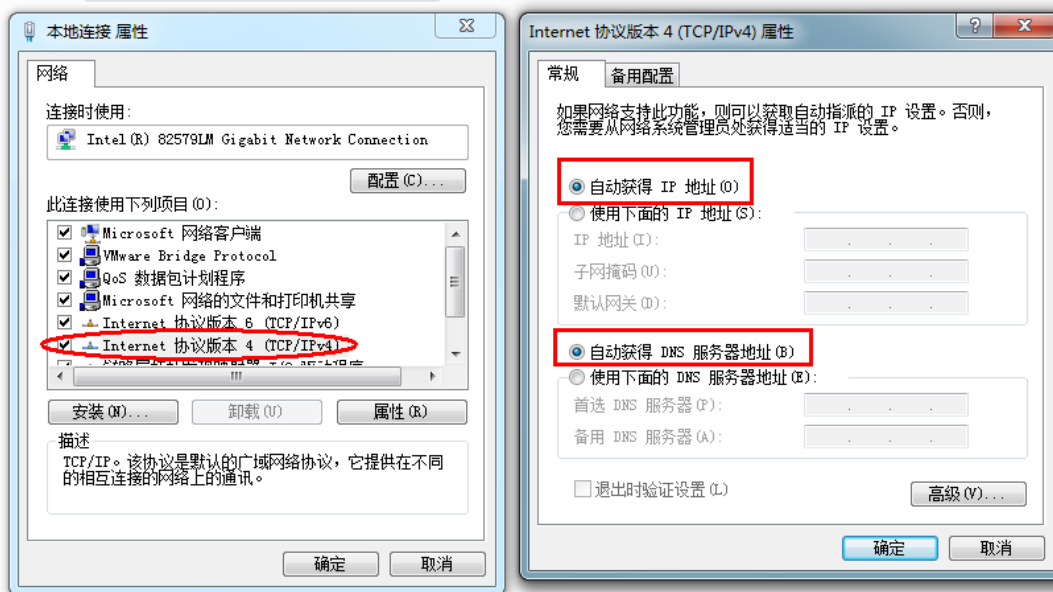 本地连接 属性
网络
连接时使用:
Intel(R) 82579LM Gigabit Network Connection
配置(C)...
此连接使用下列项目(O):
Microsoft 网络客户端
VMware Bridge Protocol
QoS 数据包计划程序
Microsoft 网络的文件和打印机共享
Internet 协议版本 6 (TCP/IPv6)
Internet 协议版本 4 (TCP/IPv4)
安装(N)...
卸载(U)
属性(R)
描述
TCP/IP。该协议是默认的广域网络协议，它提供在不同
的相互连接的网络上的通讯。
确定
取消
Internet 协议版本 4 (TCP/IPv4) 属性
常规
备用配置
如果网络支持此功能，则可以获取自动指派的 IP 设置。否则，
您需要从网络系统管理员处获得适当的 IP 设置。
自动获得 IP 地址(O)
使用下面的 IP 地址(S):
IP 地址(I):
子网掩码(U):
默认网关(D):
自动获得 DNS 服务器地址(B)
使用下面的 DNS 服务器地址(E):
首选 DNS 服务器(P):
备用 DNS 服务器(A):
退出时验证设置(L)
高级(V)...
确定
取消